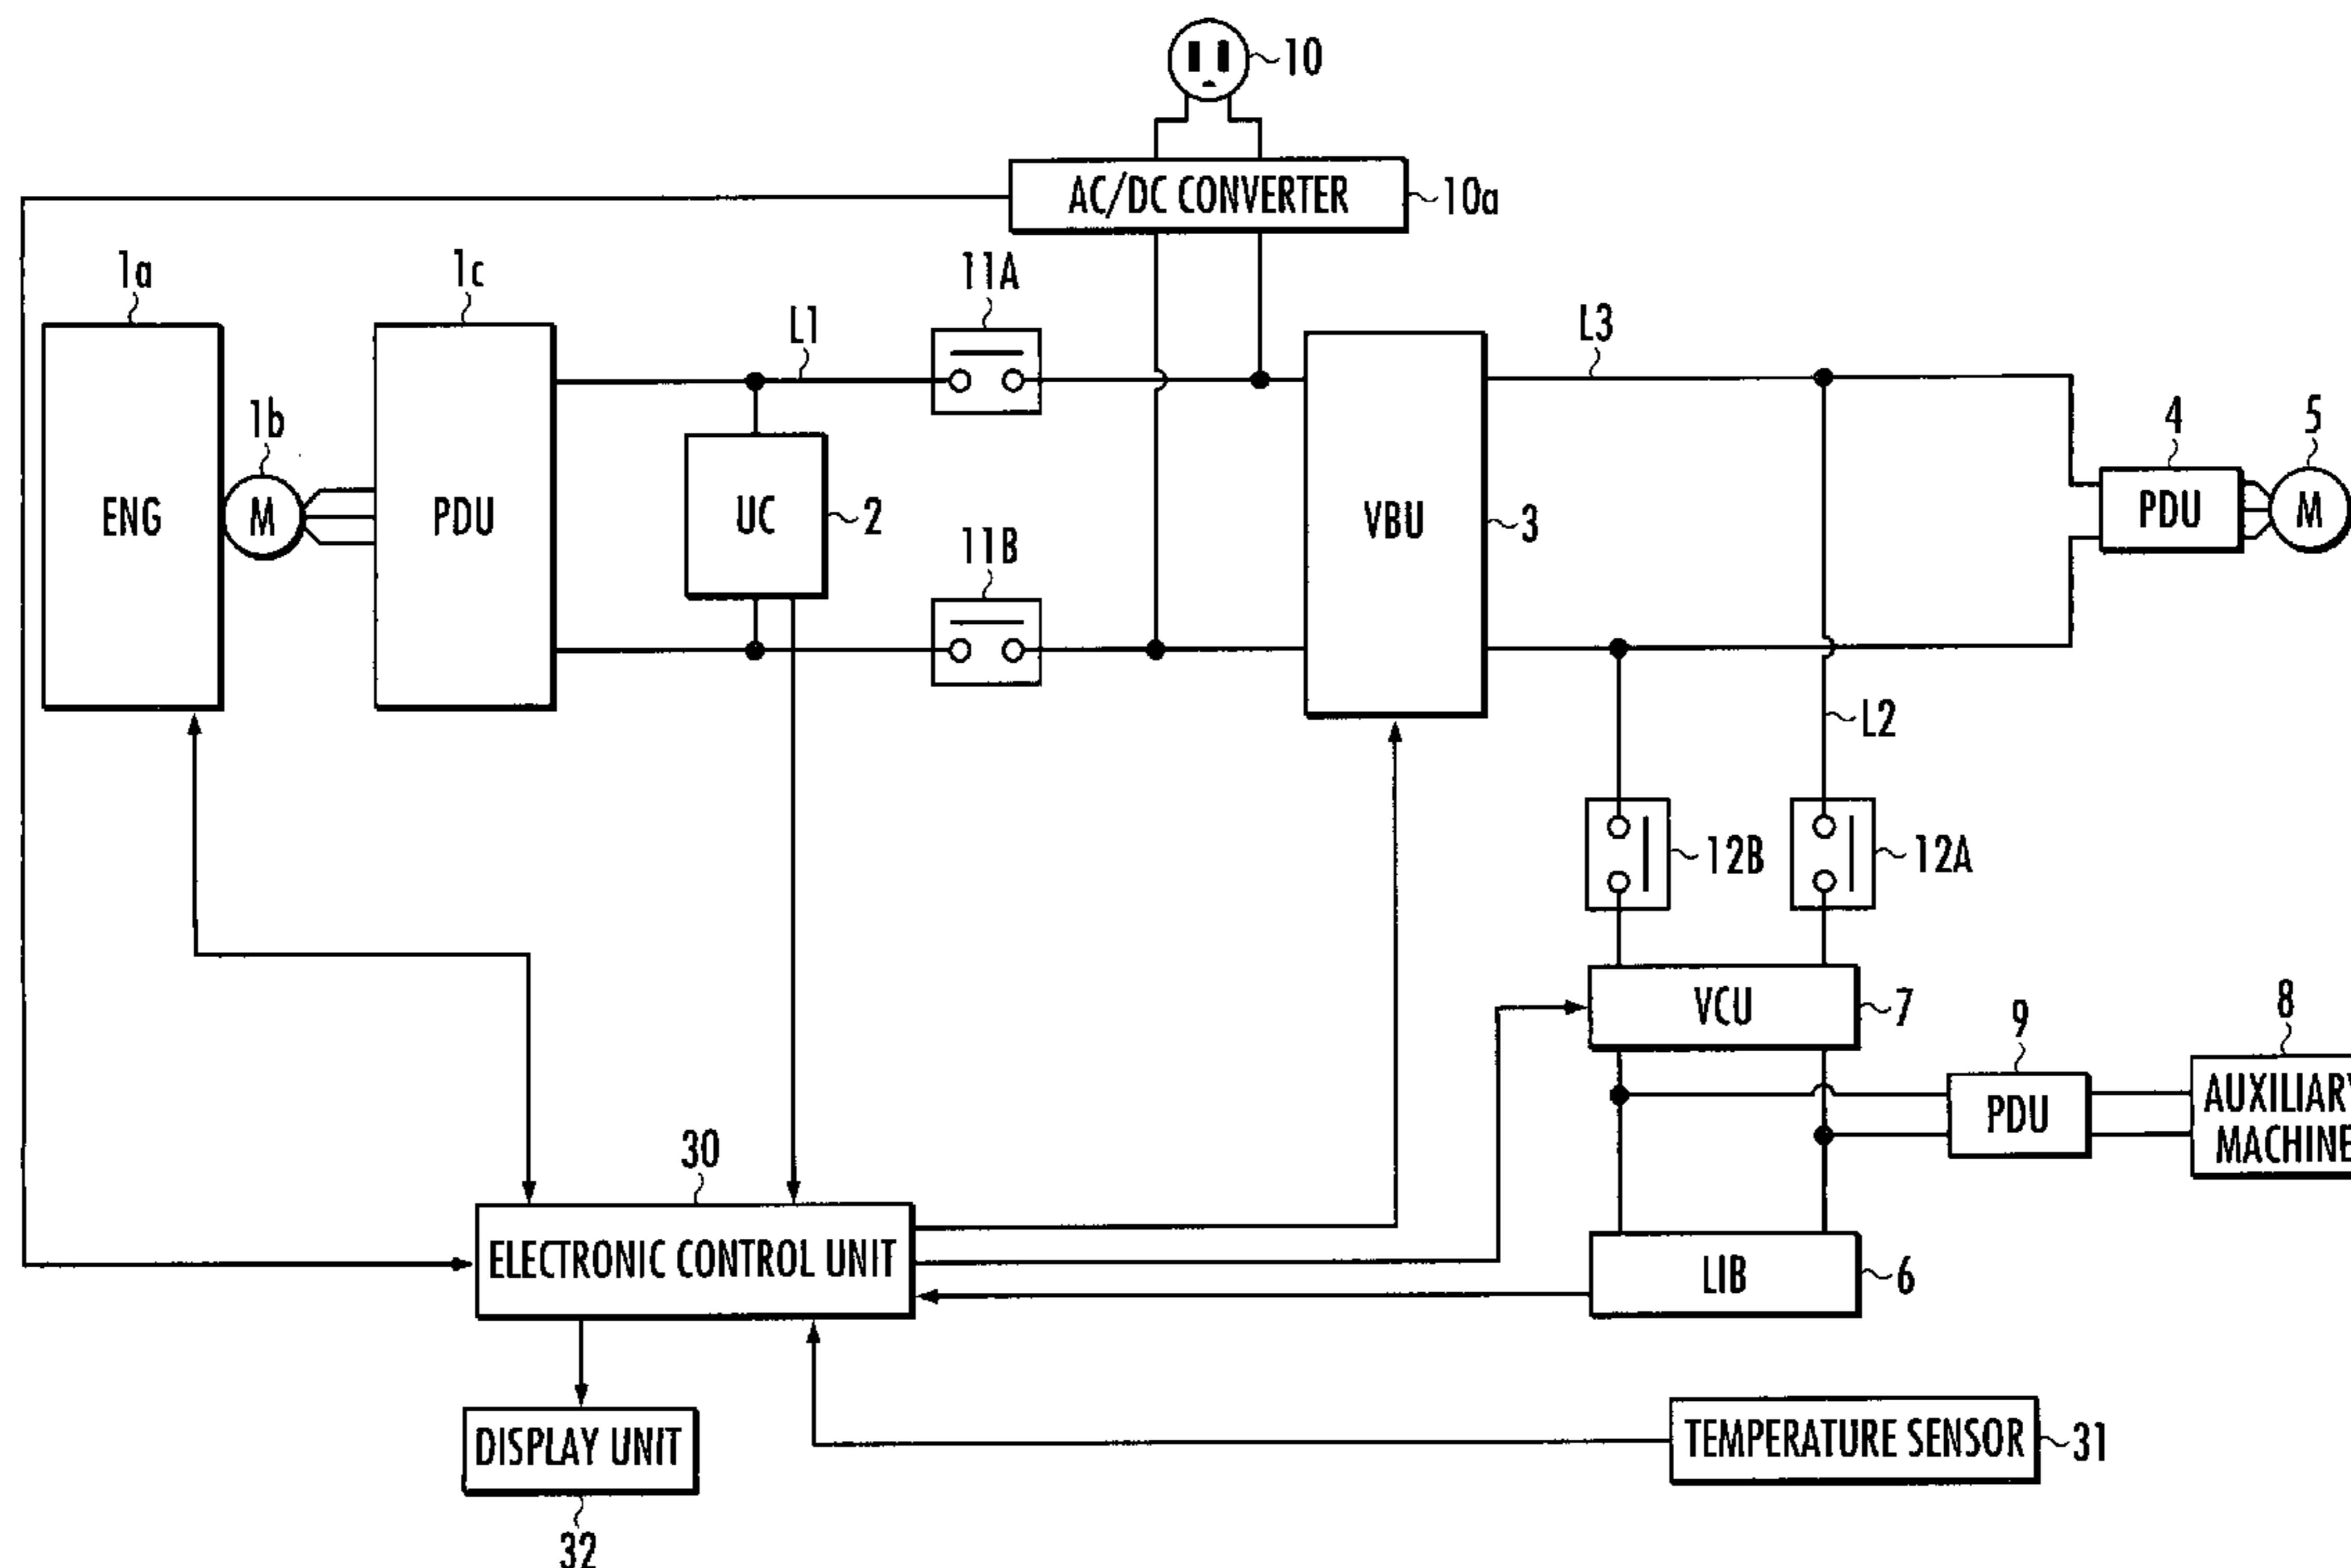 10
AC/DC CONVERTER
10a
1a
1c
11A
L1
L3
1b
4
5
ENG
M
PDU
UC
2
11B
VBU
3
PDU
M
L2
12B
12A
VCU
7
9
8
PDU
AUXILIARY
MACHINE
30
ELECTRONIC CONTROL UNIT
LIB
6
DISPLAY UNIT
TEMPERATURE SENSOR
31
32